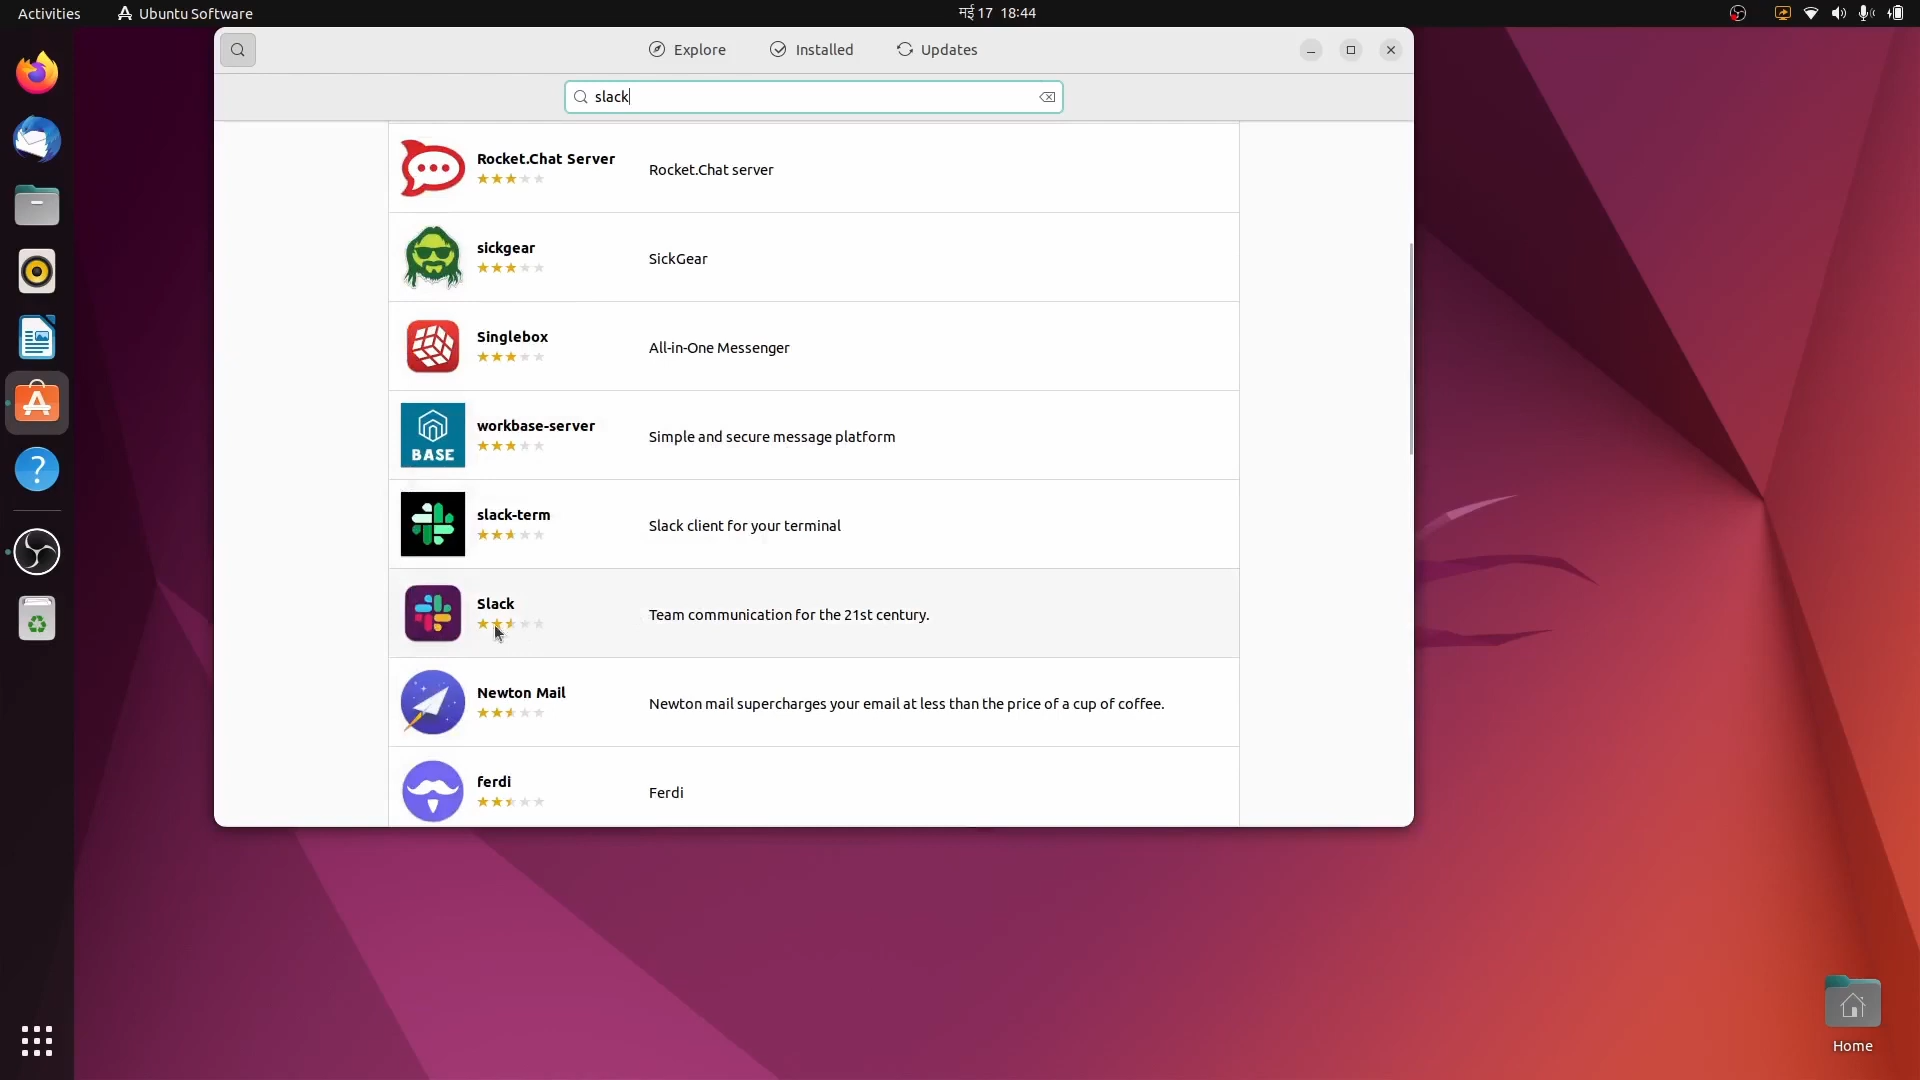 Activities Ubuntu Software मई 17 18:44
Explore Installed Updates
slack
Rocket.Chat Server Rocket.Chat server
sickgear SickGear
Singlebox All-in-One Messenger
workbase-server Simple and secure message platform
BASE
slack-term Slack client for your terminal
Slack Team communication for the 21st century.
Newton Mail Newton mail supercharges your email at less than the price of a cup of coffee.
ferdi Ferdi
Home